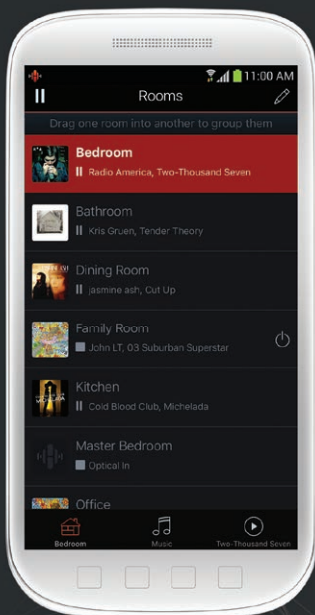 11:00 AM
Rooms
Drag one room into another to group them
Bedroom
Radio America, Two-Thousand Seven
Bathroom
Kris Gruen, Tender Theory
Dining Room
jasmine ash, Cut Up
Family Room
John LT, 03 Suburban Superstar
Kitchen
Cold Blood Club, Michelada
Master Bedroom
Optical In
Office
Bedroom
Music
Two-Thousand Seven